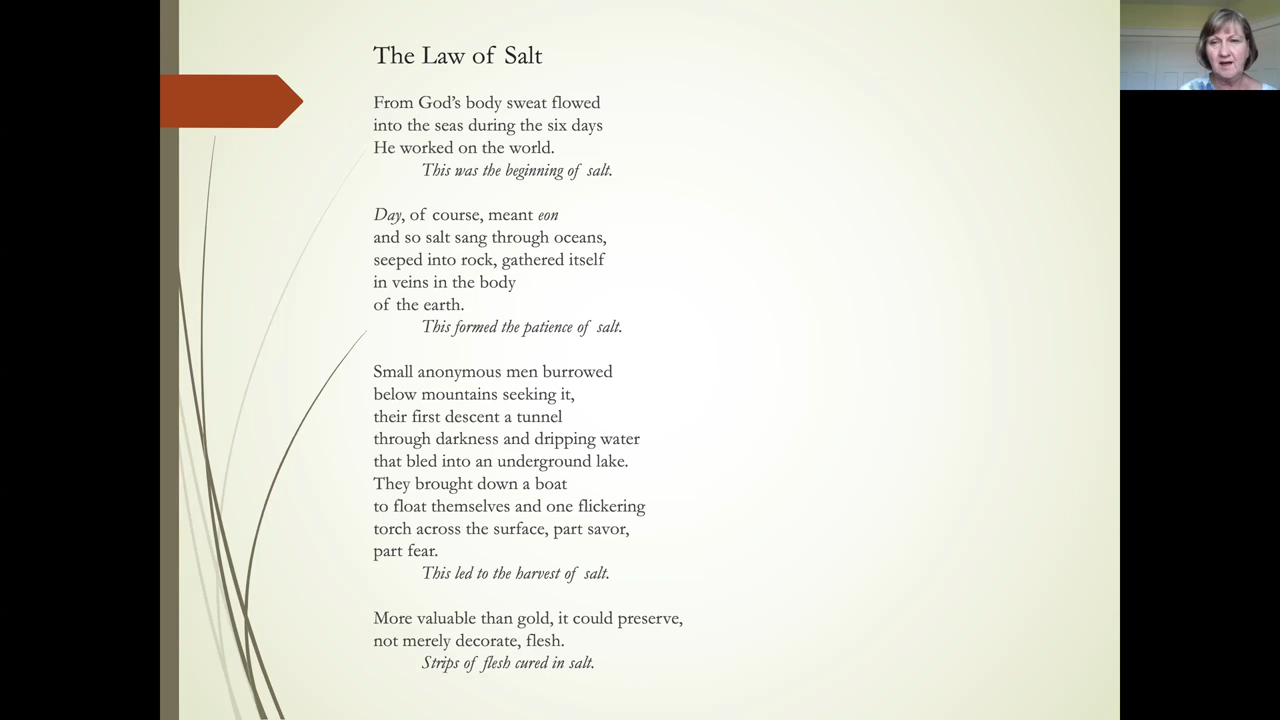 The Law of Salt
From God's body sweat flowed
into the seas during the six days
He worked on the world.
This was the beginning of salt.
Day, of course, meant eon
and so salt sang through oceans,
seeped into rock, gathered itself
in veins in the body
of the earth.
This formed the patience of salt.
Small anonymous men burrowed
below mountains seeking it,
their first descent a tunnel
through darkness and dripping water
that bled into an underground lake.
They brought down a boat
to float themselves and one flickering
torch across the surface, part savor,
part fear.
This led to the harvest of salt.
More valuable than gold, it could preserve,
not merely decorate, flesh.
Strips of flesh cured in salt.